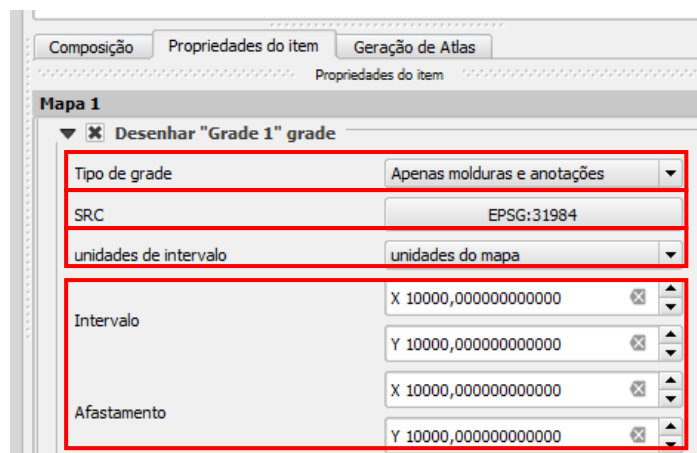 Composição Propriedades do item Geração de Atlas
Propriedades do item
Mapa 1
Desenhar "Grade 1" grade
Tipo de grade Apenas molduras e anotações
SRC EPSG:31984
unidades de intervalo unidades do mapa
Intervalo
X 10000,000000000000
Y 10000,000000000000
Afastamento
X 10000,000000000000
Y 10000,000000000000